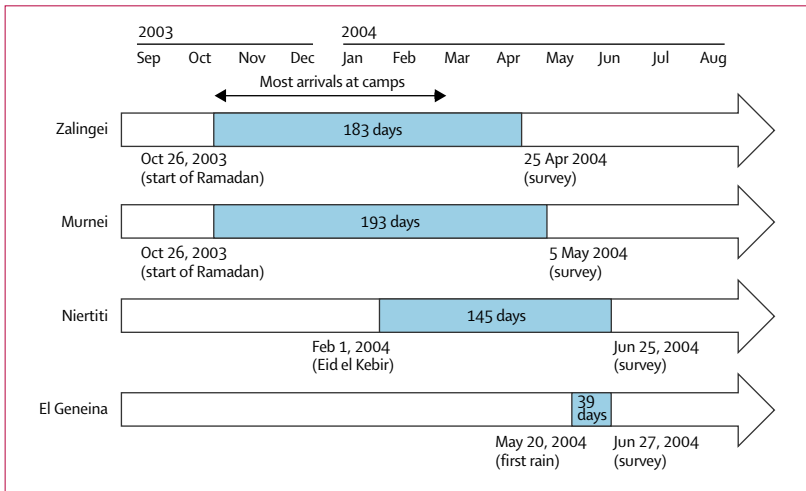 2003 2004
Sep Oct Nov Dec Jan Feb Mar Apr May Jun Jul Aug
Most arrivals at camps
Zalingei 183 days
Oct 26, 2003 25 Apr 2004
(start of Ramadan) (survey)
Murnei 193 days
Oct 26, 2003 5 May 2004
(start of Ramadan) (survey)
Niertiti 145 days
Feb 1, 2004 Jun 25, 2004
(Eid el Kebir) (survey)
El Geneina 39
days
May 20, 2004 Jun 27, 2004
(first rain) (survey)